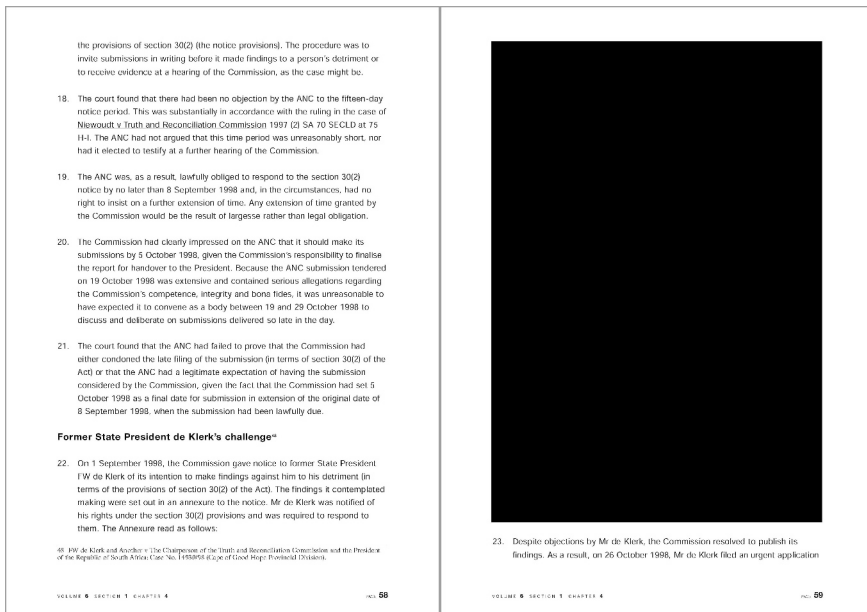 the provisions of section 30(2) (the notice provisions). The procedure was to
invite submissions in writing before it made findings to a person's detriment or
to receive evidence at a hearing of the Commission, as the case might be.
18. The court found that there had been no objection by the ANC to the fifteen-day
notice period. This was substantially in accordance with the ruling in the case of
Niewoudt v Truth and Reconciliation Commission 1997 (2) SA 70 SECLD at 75
H-I. The ANC had not argued that this time period was unreasonably short, nor
had it elected to testify at a further hearing of the Commission.
19. The ANC was, as a result, lawfully obliged to respond to the section 30(2)
notice by no later than 8 September 1998 and, in the circumstances, had no
right to insist on a further extension of time. Any extension of time granted by
the Commission would be the result of largesse rather than legal obligation.
20. The Commission had clearly impressed on the ANC that it should make its
submissions by 5 October 1998, given the Commission's responsibility to finalise
the report for handover to the President. Because the ANC submission tendered
on 19 October 1998 was extensive and contained serious allegations regarding
the Commission's competence, integrity and bona fides, it was unreasonable to
have expected it to convene as a body between 19 and 29 October 1998 to
discuss and deliberate on submissions delivered so late in the day.
21. The court found that the ANC had failed to prove that the Commission had
either condoned the late filing of the submission (in terms of section 30(2) of the
Act) or that the ANC had a legitimate expectation of having the submission
considered by the Commission, given the fact that the Commission had set 5
October 1998 as a final date for submission in extension of the original date of
8 September 1998, when the submission had been lawfully due.
Former State President de Klerk's challenge48
22. On 1 September 1998, the Commission gave notice to former State President
FW de Klerk of its intention to make findings against him to his detriment (in
terms of the provisions of section 30(2) of the Act). The findings it contemplated
making were set out in an annexure to the notice. Mr de Klerk was notified of
his rights under the section 30(2) provisions and was required to respond to
them. The Annexure read as follows:
48 FW de Klerk and Another v The Chairperson of the Truth and Reconciliation Commission and the President
of the Republic of South Africa; Case No. 14930/98 (Cape of Good Hope Provincial Division).
VOLUME 6 SECTION 1 CHAPTER 4 PAGE 58
23. Despite objections by Mr de Klerk, the Commission resolved to publish its
findings. As a result, on 26 October 1998, Mr de Klerk filed an urgent application
VOLUME 6 SECTION 1 CHAPTER 4 PAGE 59